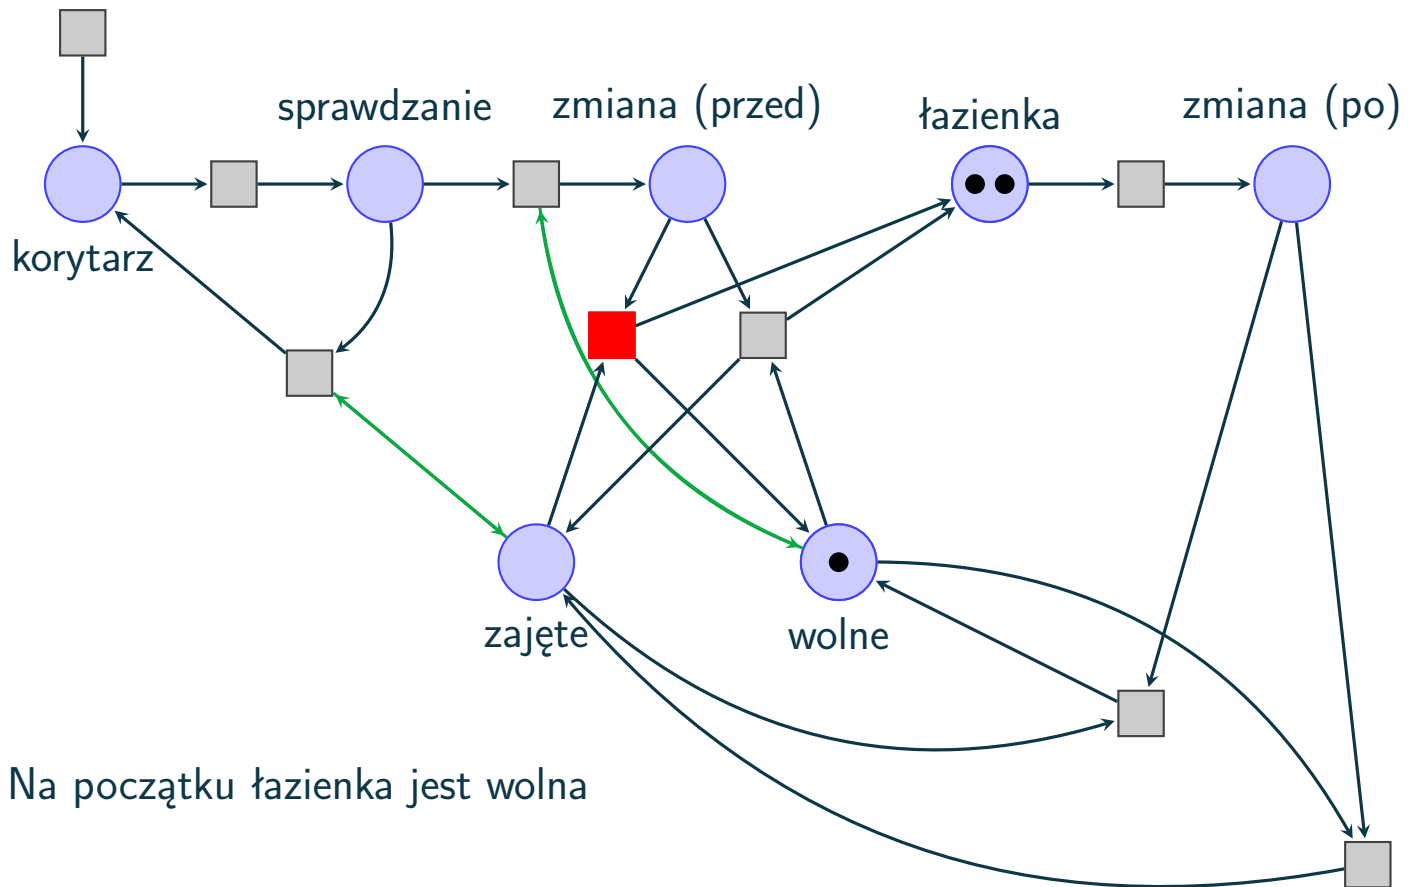 sprawdzanie
zmiana (przed)
łazienka
zmiana (po)
korytarz
zajęte
wolne
Na początku łazienka jest wolna